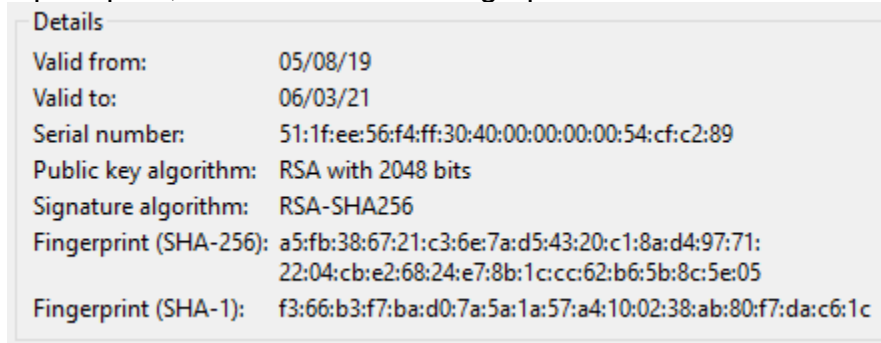 Details
Valid from: 05/08/19
Valid to: 06/03/21
Serial number: 51:1f:ee:56:f4:ff:30:40:00:00:00:00:54:cf:c2:89
Public key algorithm: RSA with 2048 bits
Signature algorithm: RSA-SHA256
Fingerprint (SHA-256): a5:fb:38:67:21:c3:6e:7a:d5:43:20:c1:8a:d4:97:71:
22:04:cb:e2:68:24:e7:8b:1c:cc:62:b6:5b:8c:5e:05
Fingerprint (SHA-1): f3:66:b3:f7:ba:d0:7a:5a:1a:57:a4:10:02:38:ab:80:f7:da:c6:1c